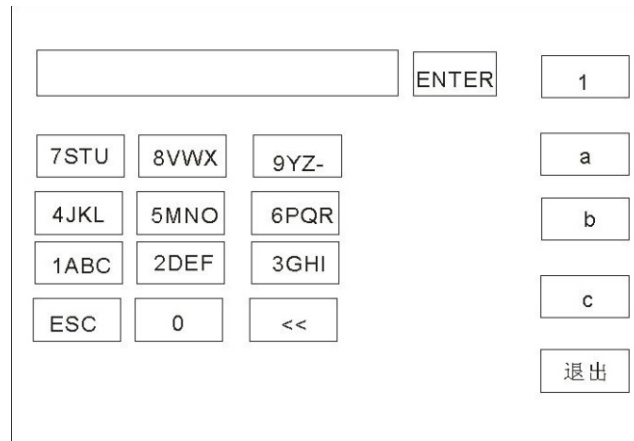 ENTER
1
7STU 8VWX 9YZ-
a
4JKL 5MNO 6PQR
b
1ABC 2DEF 3GHI
c
ESC 0 <<
退出